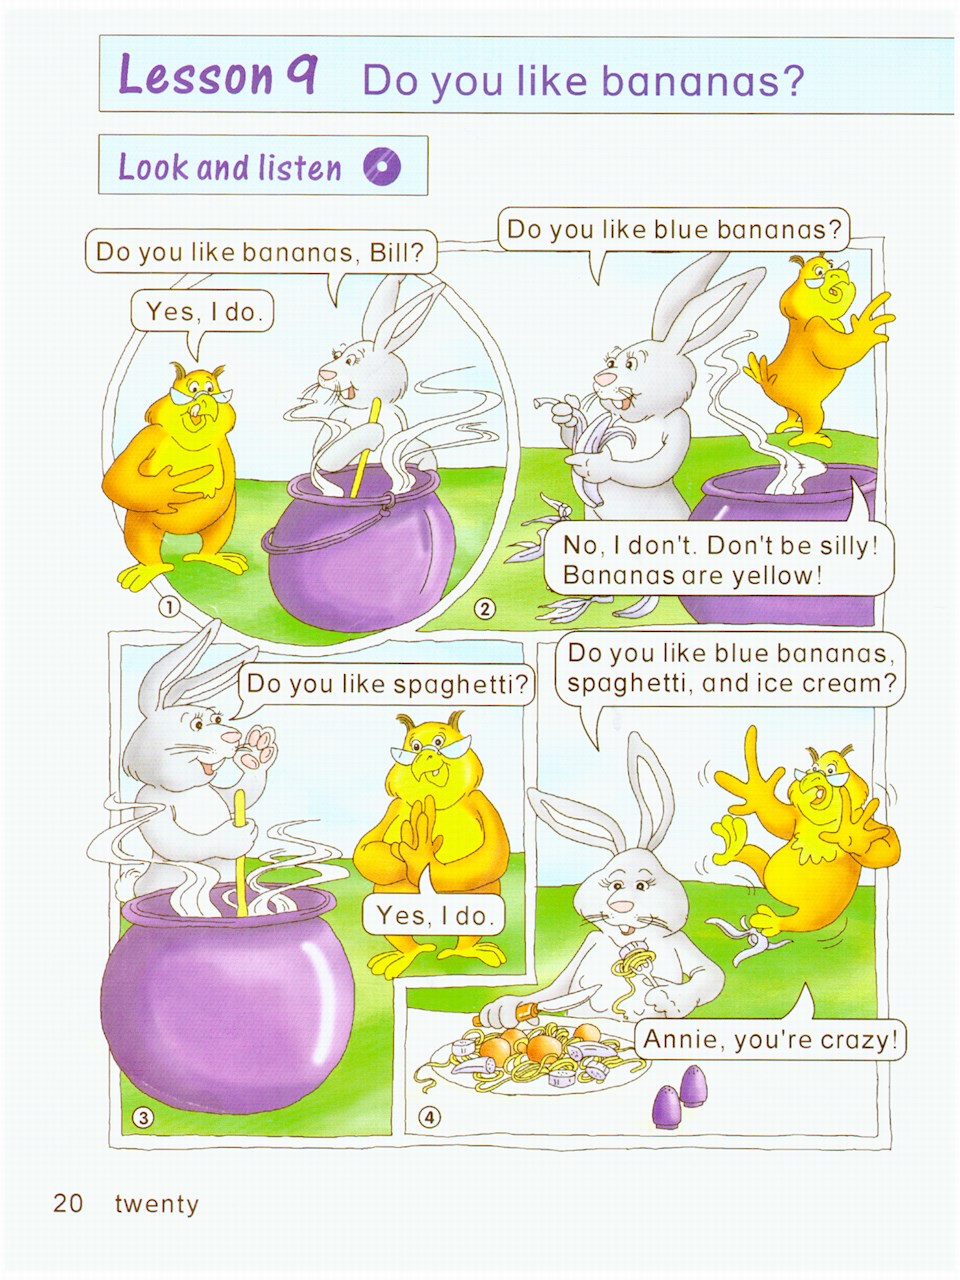 Lesson 9 Do you like bananas?
Look and listen
Do you like bananas, Bill?
Yes, I do.
1
Do you like blue bananas?
No, I don't. Don't be silly!
Bananas are yellow!
2
Do you like spaghetti?
Yes, I do.
3
Do you like blue bananas,
spaghetti, and ice cream?
Annie, you're crazy!
4
20 twenty